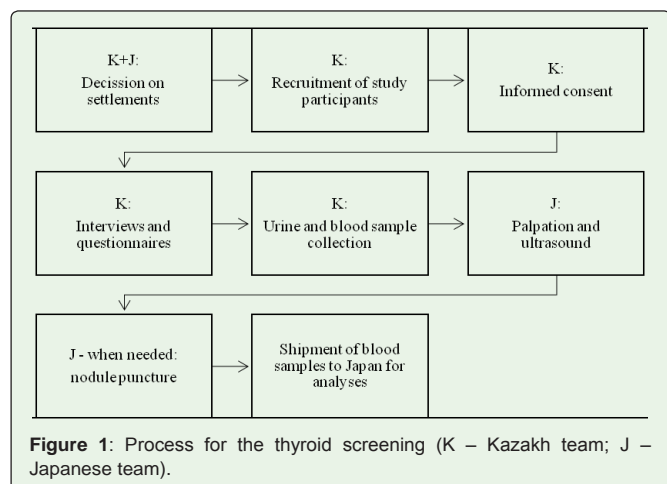 K+J:
Decission on
settlements
K:
Recruitment of study
participants
K:
Informed consent
K:
Interviews and
questionnaires
K:
Urine and blood sample
collection
J:
Palpation and
ultrasound
J - when needed:
nodule puncture
Shipment of blood
samples to Japan for
analyses
Figure 1: Process for the thyroid screening (K – Kazakh team; J –
Japanese team).